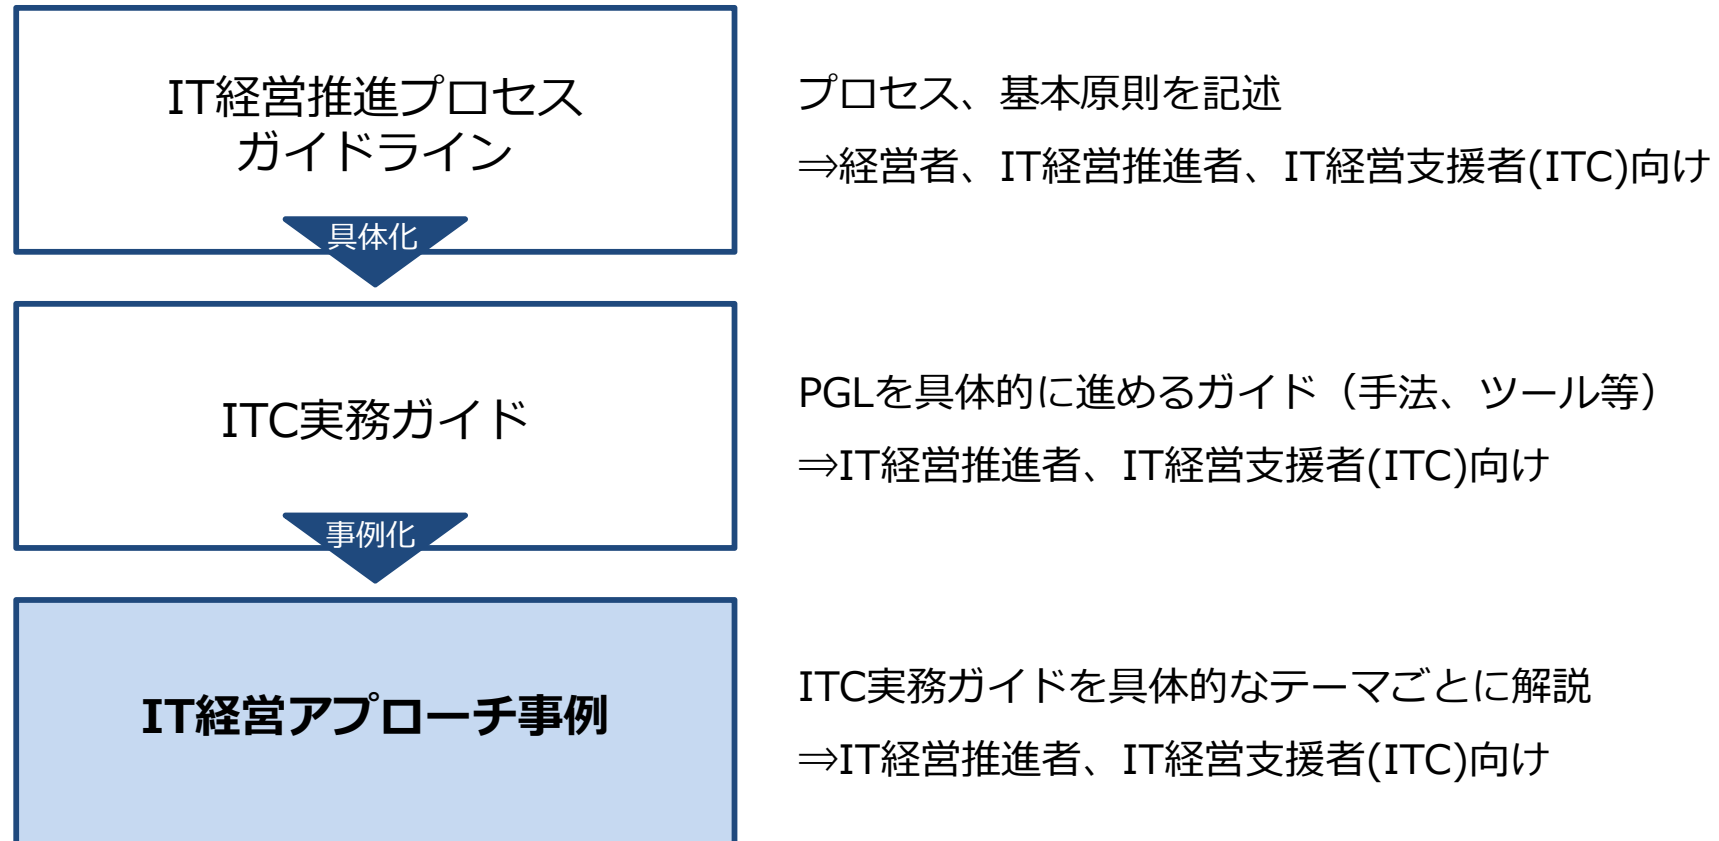 IT経営推進プロセス
ガイドライン
プロセス、基本原則を記述
⇒経営者、IT経営推進者、IT経営支援者(ITC)向け
具体化
ITC実務ガイド
PGLを具体的に進めるガイド（手法、ツール等）
⇒IT経営推進者、IT経営支援者(ITC)向け
事例化
IT経営アプローチ事例
ITC実務ガイドを具体的なテーマごとに解説
⇒IT経営推進者、IT経営支援者(ITC)向け